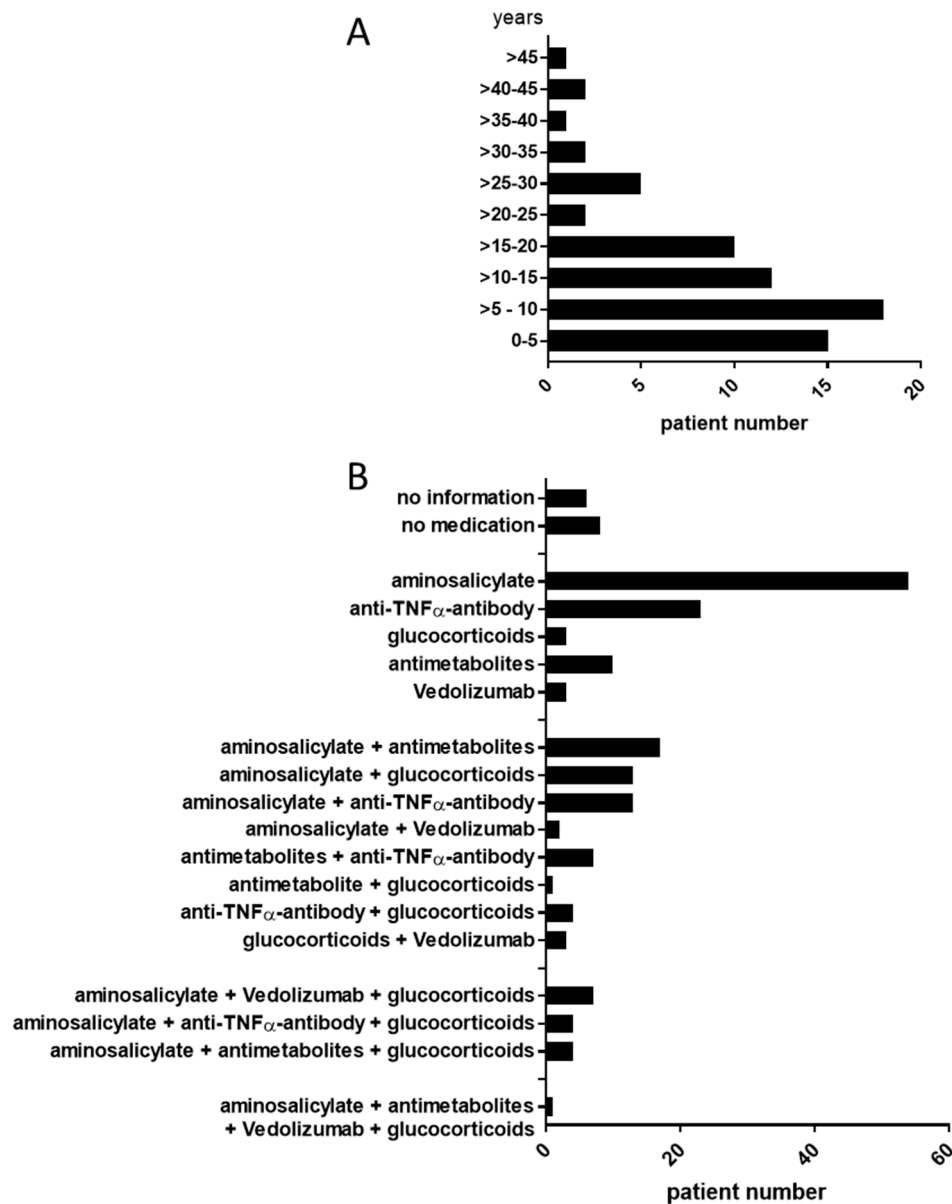 A
years
>45
>40-45
>35-40
>30-35
>25-30
>20-25
>15-20
>10-15
>5 - 10
0-5
0 5 10 15 20
patient number
B
no information
no medication
aminosalicylate
anti-TNFα-antibody
glucocorticoids
antimetabolites
Vedolizumab
aminosalicylate + antimetabolites
aminosalicylate + glucocorticoids
aminosalicylate + anti-TNFα-antibody
aminosalicylate + Vedolizumab
antimetabolites + anti-TNFα-antibody
antimetabolite + glucocorticoids
anti-TNFα-antibody + glucocorticoids
glucocorticoids + Vedolizumab
aminosalicylate + Vedolizumab + glucocorticoids
aminosalicylate + anti-TNFα-antibody + glucocorticoids
aminosalicylate + antimetabolites + glucocorticoids
aminosalicylate + antimetabolites
+ Vedolizumab + glucocorticoids
0 20 40 60
patient number